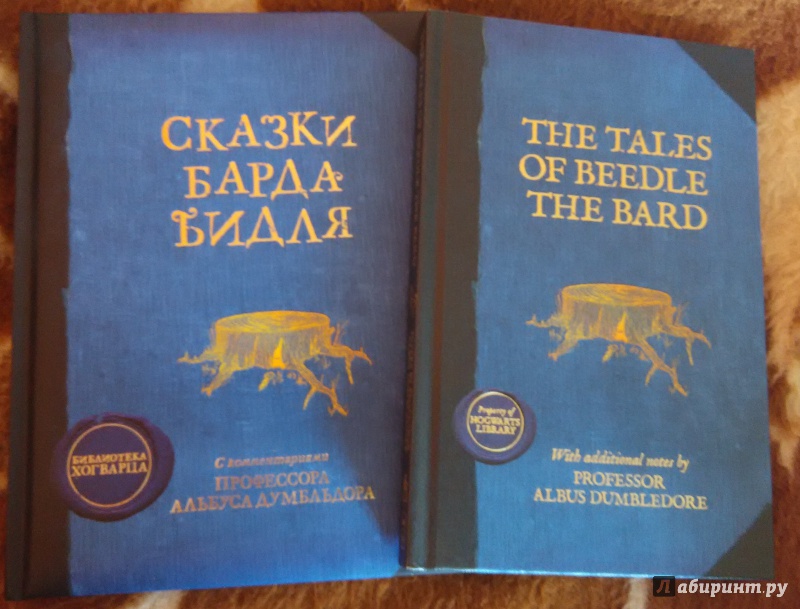 СКАЗКИ
БАРДА
БИДЛЯ
БИБЛИОТЕКА
ХОГВАРЦА
С комментариями
ПРОФЕССОРА
АЛЬБУСА ДУМБЛЬДОРА
THE TALES
OF BEEDLE
THE BARD
Property of
HOGWARTS
LIBRARY
With additional notes by
PROFESSOR
ALBUS DUMBLEDORE
Лабиринт.ру